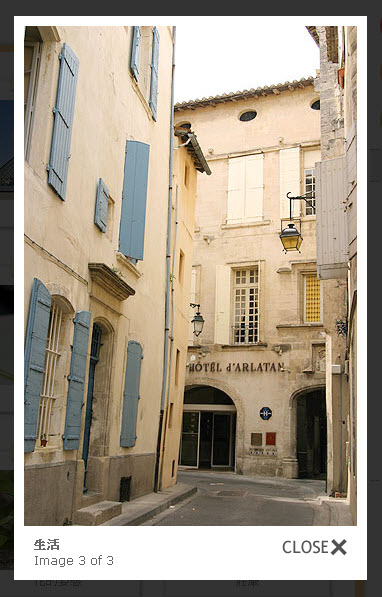 HÔTEL d'ARLATAN
H
生活
Image 3 of 3
CLOSE